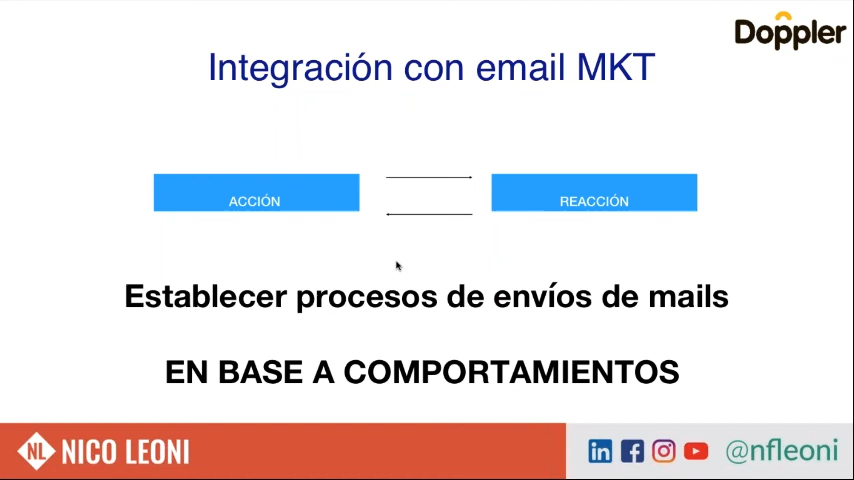 Doppler
Integración con email MKT
ACCIÓN
REACCIÓN
Establecer procesos de envíos de mails
EN BASE A COMPORTAMIENTOS
NL NICO LEONI
@nfleoni